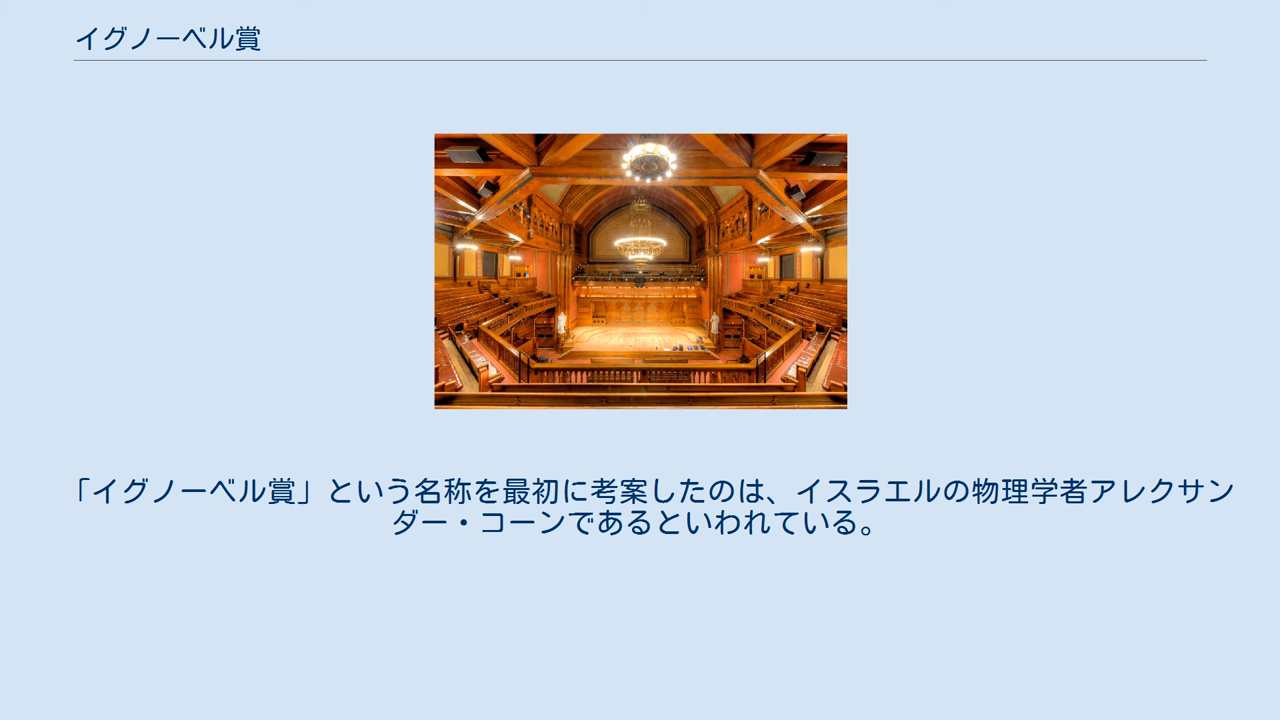 イグノーベル賞
「イグノーベル賞」という名称を最初に考案したのは、イスラエルの物理学者アレクサン
ダー・コーンであるといわれている。